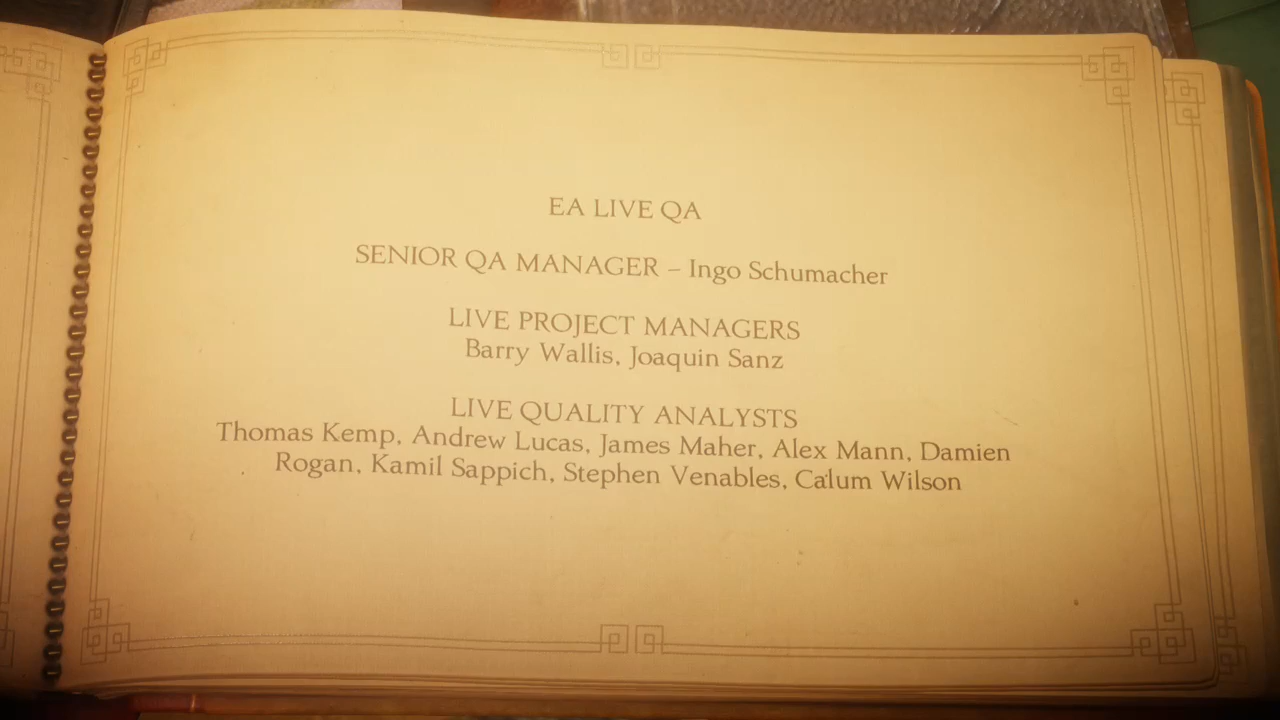 EA LIVE QA
SENIOR QA MANAGER – Ingo Schumacher
LIVE PROJECT MANAGERS
Barry Wallis, Joaquin Sanz
LIVE QUALITY ANALYSTS
Thomas Kemp, Andrew Lucas, James Maher, Alex Mann, Damien
Rogan, Kamil Sappich, Stephen Venables, Calum Wilson